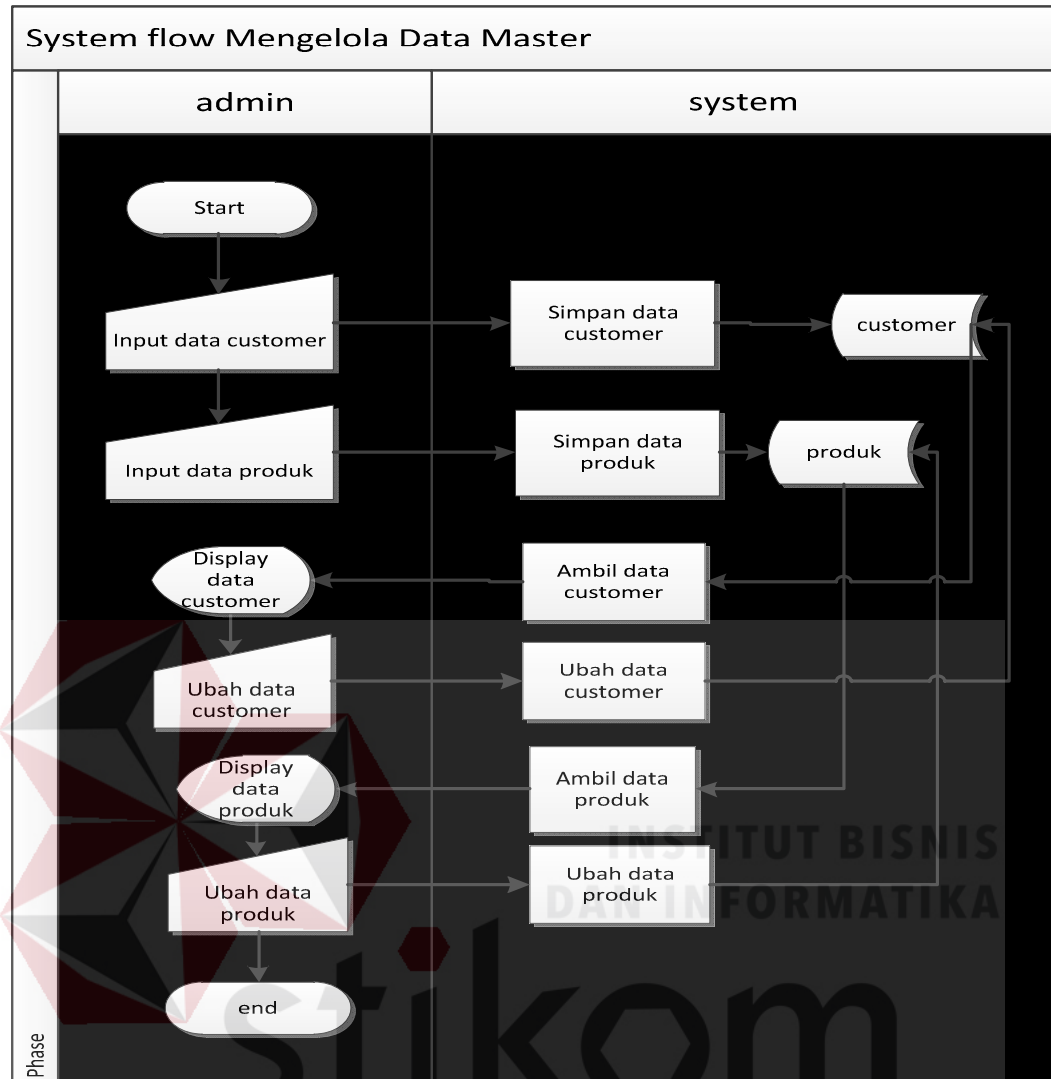 System flow Mengelola Data Master
admin
system
Start
Input data customer
Simpan data
customer
customer
Input data produk
Simpan data
produk
produk
Display
data
customer
Ambil data
customer
Ubah data
customer
Ubah data
customer
Display
data
produk
Ambil data
produk
INSTITUT BISNIS
DAN INFORMATIKA
Ubah data
produk
Ubah data
produk
stikom
end
Phase